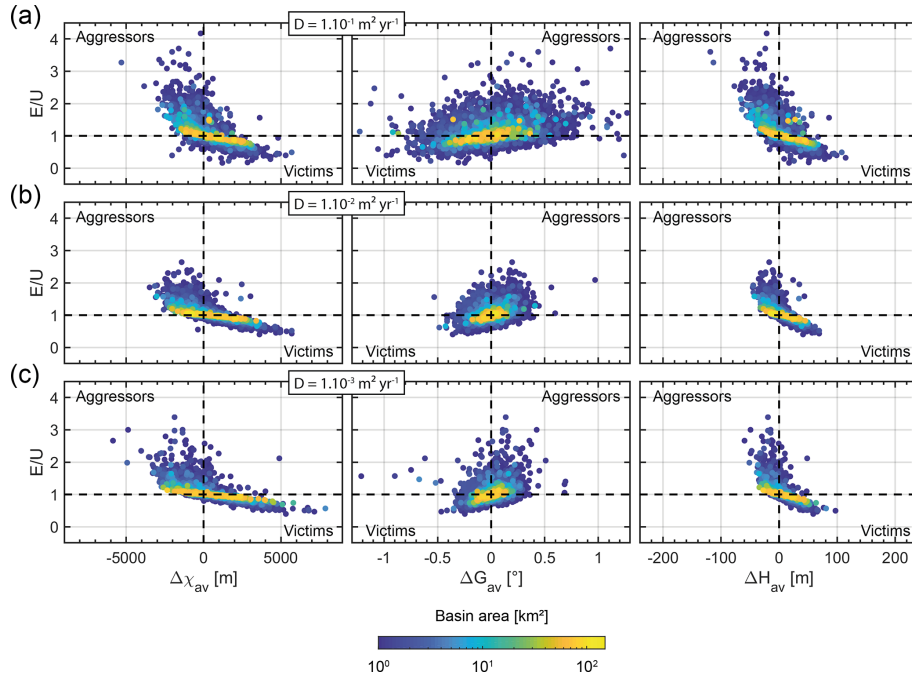 (a)
D = 1.10⁻¹ m² yr⁻¹
Aggressors
Aggressors
Aggressors
4
3
2
1
0
E/U
Victims
Victims
Victims
(b)
D = 1.10⁻² m² yr⁻¹
Aggressors
Aggressors
Aggressors
4
3
2
1
0
E/U
Victims
Victims
Victims
(c)
D = 1.10⁻³ m² yr⁻¹
Aggressors
Aggressors
Aggressors
4
3
2
1
0
E/U
Victims
Victims
Victims
-5000 0 5000
-1 -0.5 0 0.5 1
-200 -100 0 100 200
Δχav [m]
ΔGav [°]
ΔHav [m]
Basin area [km²]
10⁰ 10¹ 10²